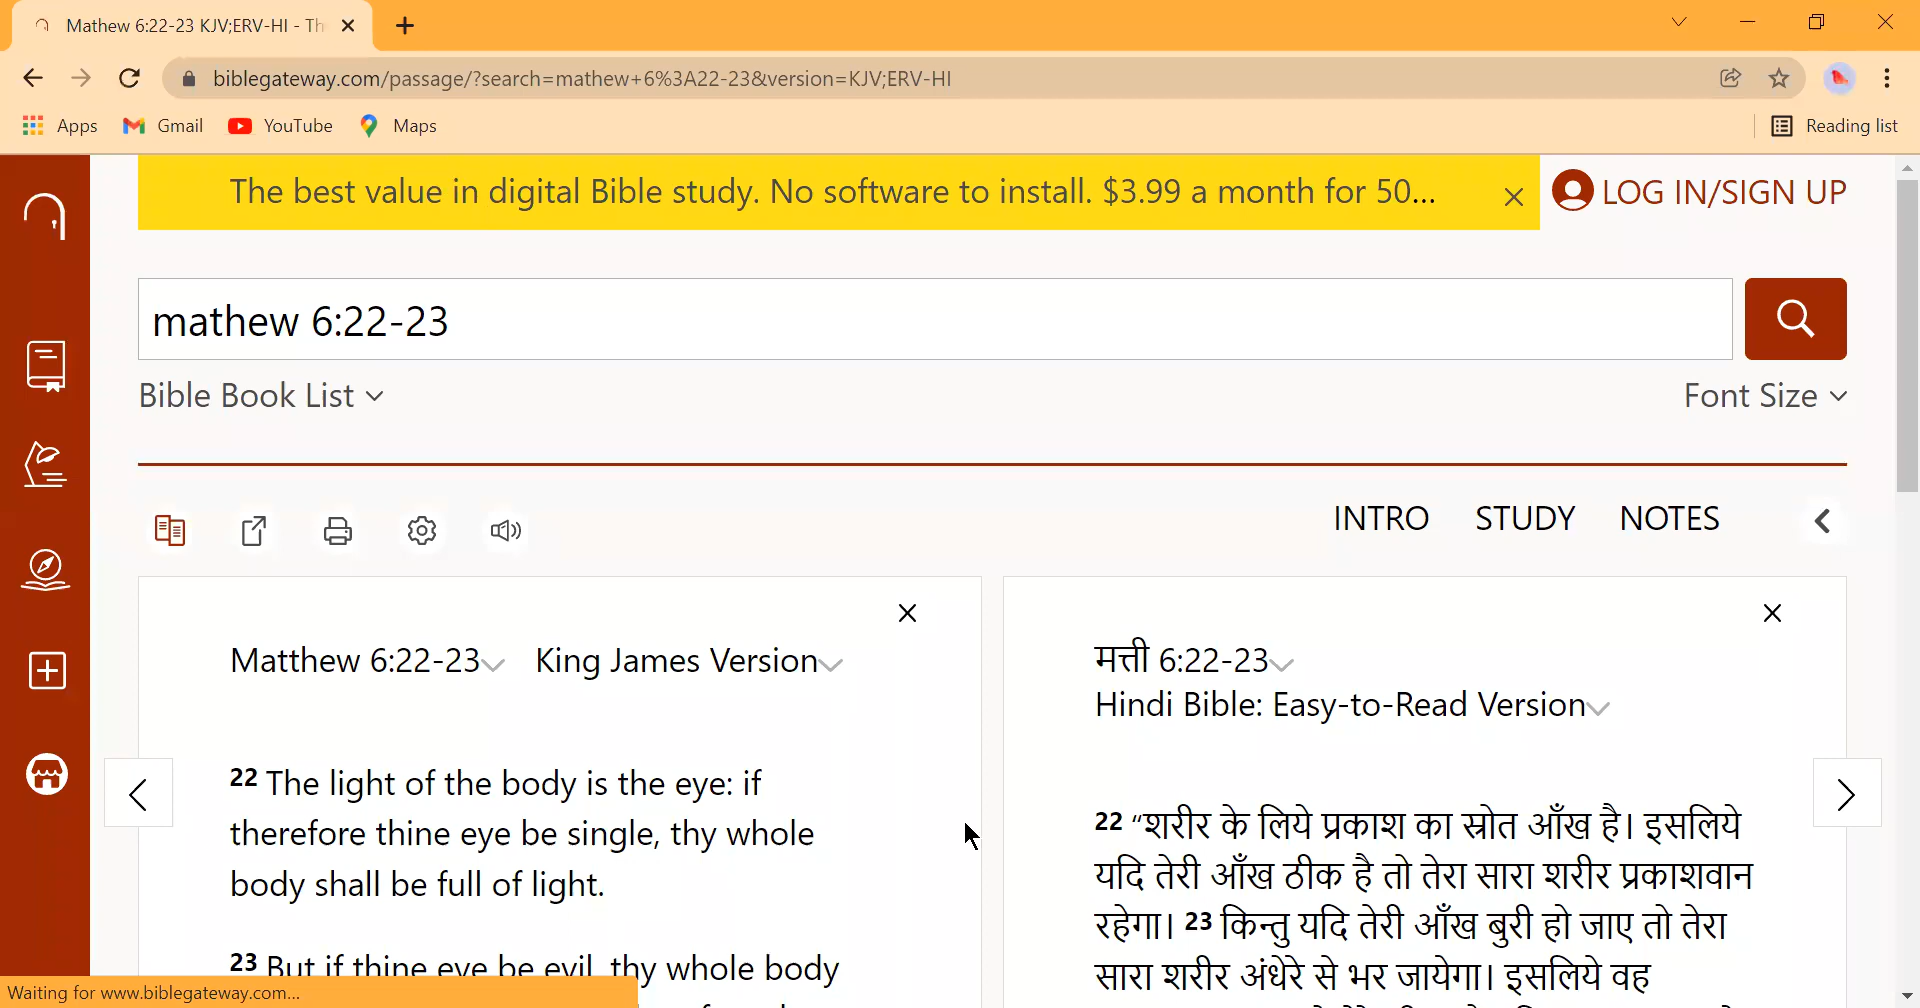 Mathew 6:22-23 KJV;ERV-HI - Th
biblegateway.com/passage/?search=mathew+6%3A22-23&version=KJV;ERV-HI
Apps Gmail YouTube Maps Reading list
The best value in digital Bible study. No software to install. $3.99 a month for 50...
LOG IN/SIGN UP
mathew 6:22-23
Bible Book List
Font Size
INTRO STUDY NOTES
Matthew 6:22-23 King James Version
22 The light of the body is the eye: if
therefore thine eye be single, thy whole
body shall be full of light.
23 But if thine eye be evil, thy whole body
मत्ती 6:22-23
Hindi Bible: Easy-to-Read Version
22 “शरीर के लिये प्रकाश का स्रोत आँख है। इसलिये
यदि तेरी आँख ठीक है तो तेरा सारा शरीर प्रकाशवान
रहेगा। 23 किन्तु यदि तेरी आँख बुरी हो जाए तो तेरा
सारा शरीर अंधेरे से भर जायेगा। इसलिये वह
Waiting for www.biblegateway.com...